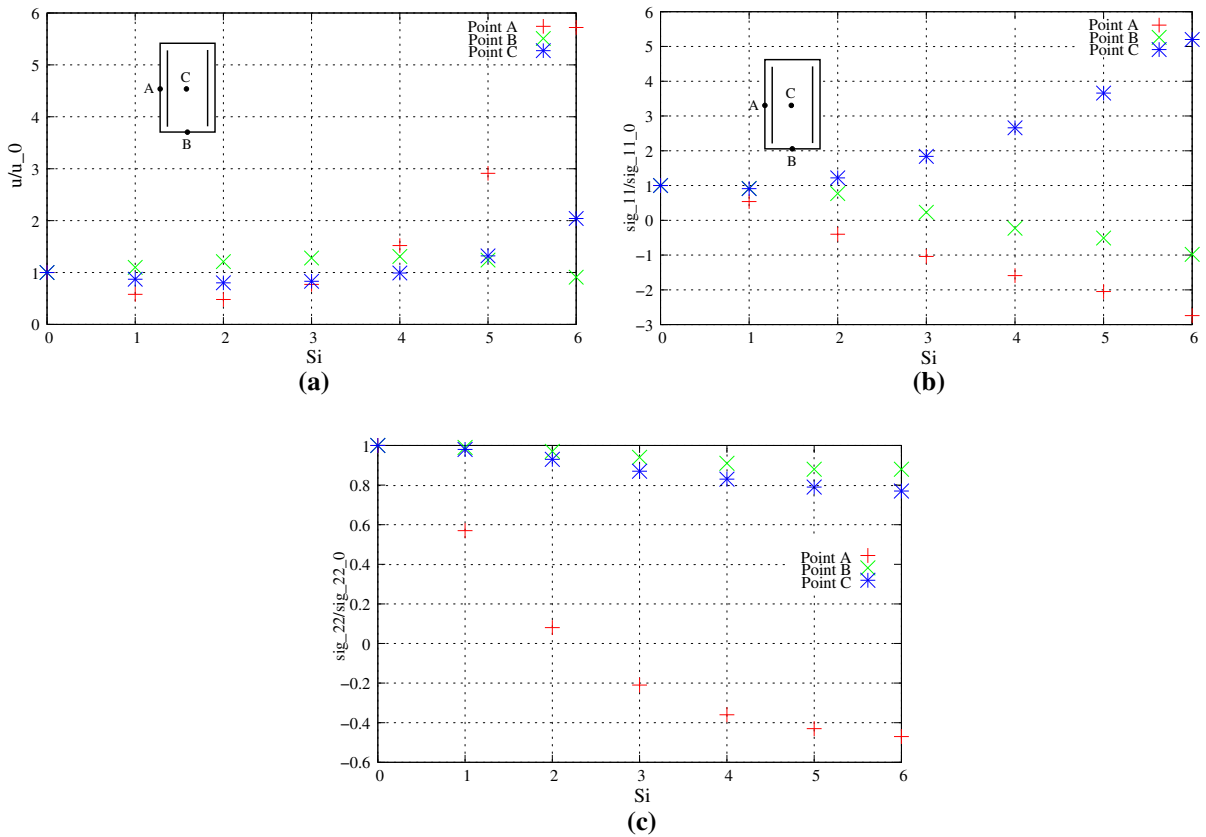 6
5
4
3
2
1
0
u/u_0
0 1 2 3 4 5 6
Si
Point A
Point B
Point C
A
C
B
(a)
6
5
4
3
2
1
0
−1
−2
−3
sig_11/sig_11_0
0 1 2 3 4 5 6
Si
Point A
Point B
Point C
A
C
B
(b)
1
0.8
0.6
0.4
0.2
0
−0.2
−0.4
−0.6
sig_22/sig_22_0
0 1 2 3 4 5 6
Si
Point A
Point B
Point C
(c)